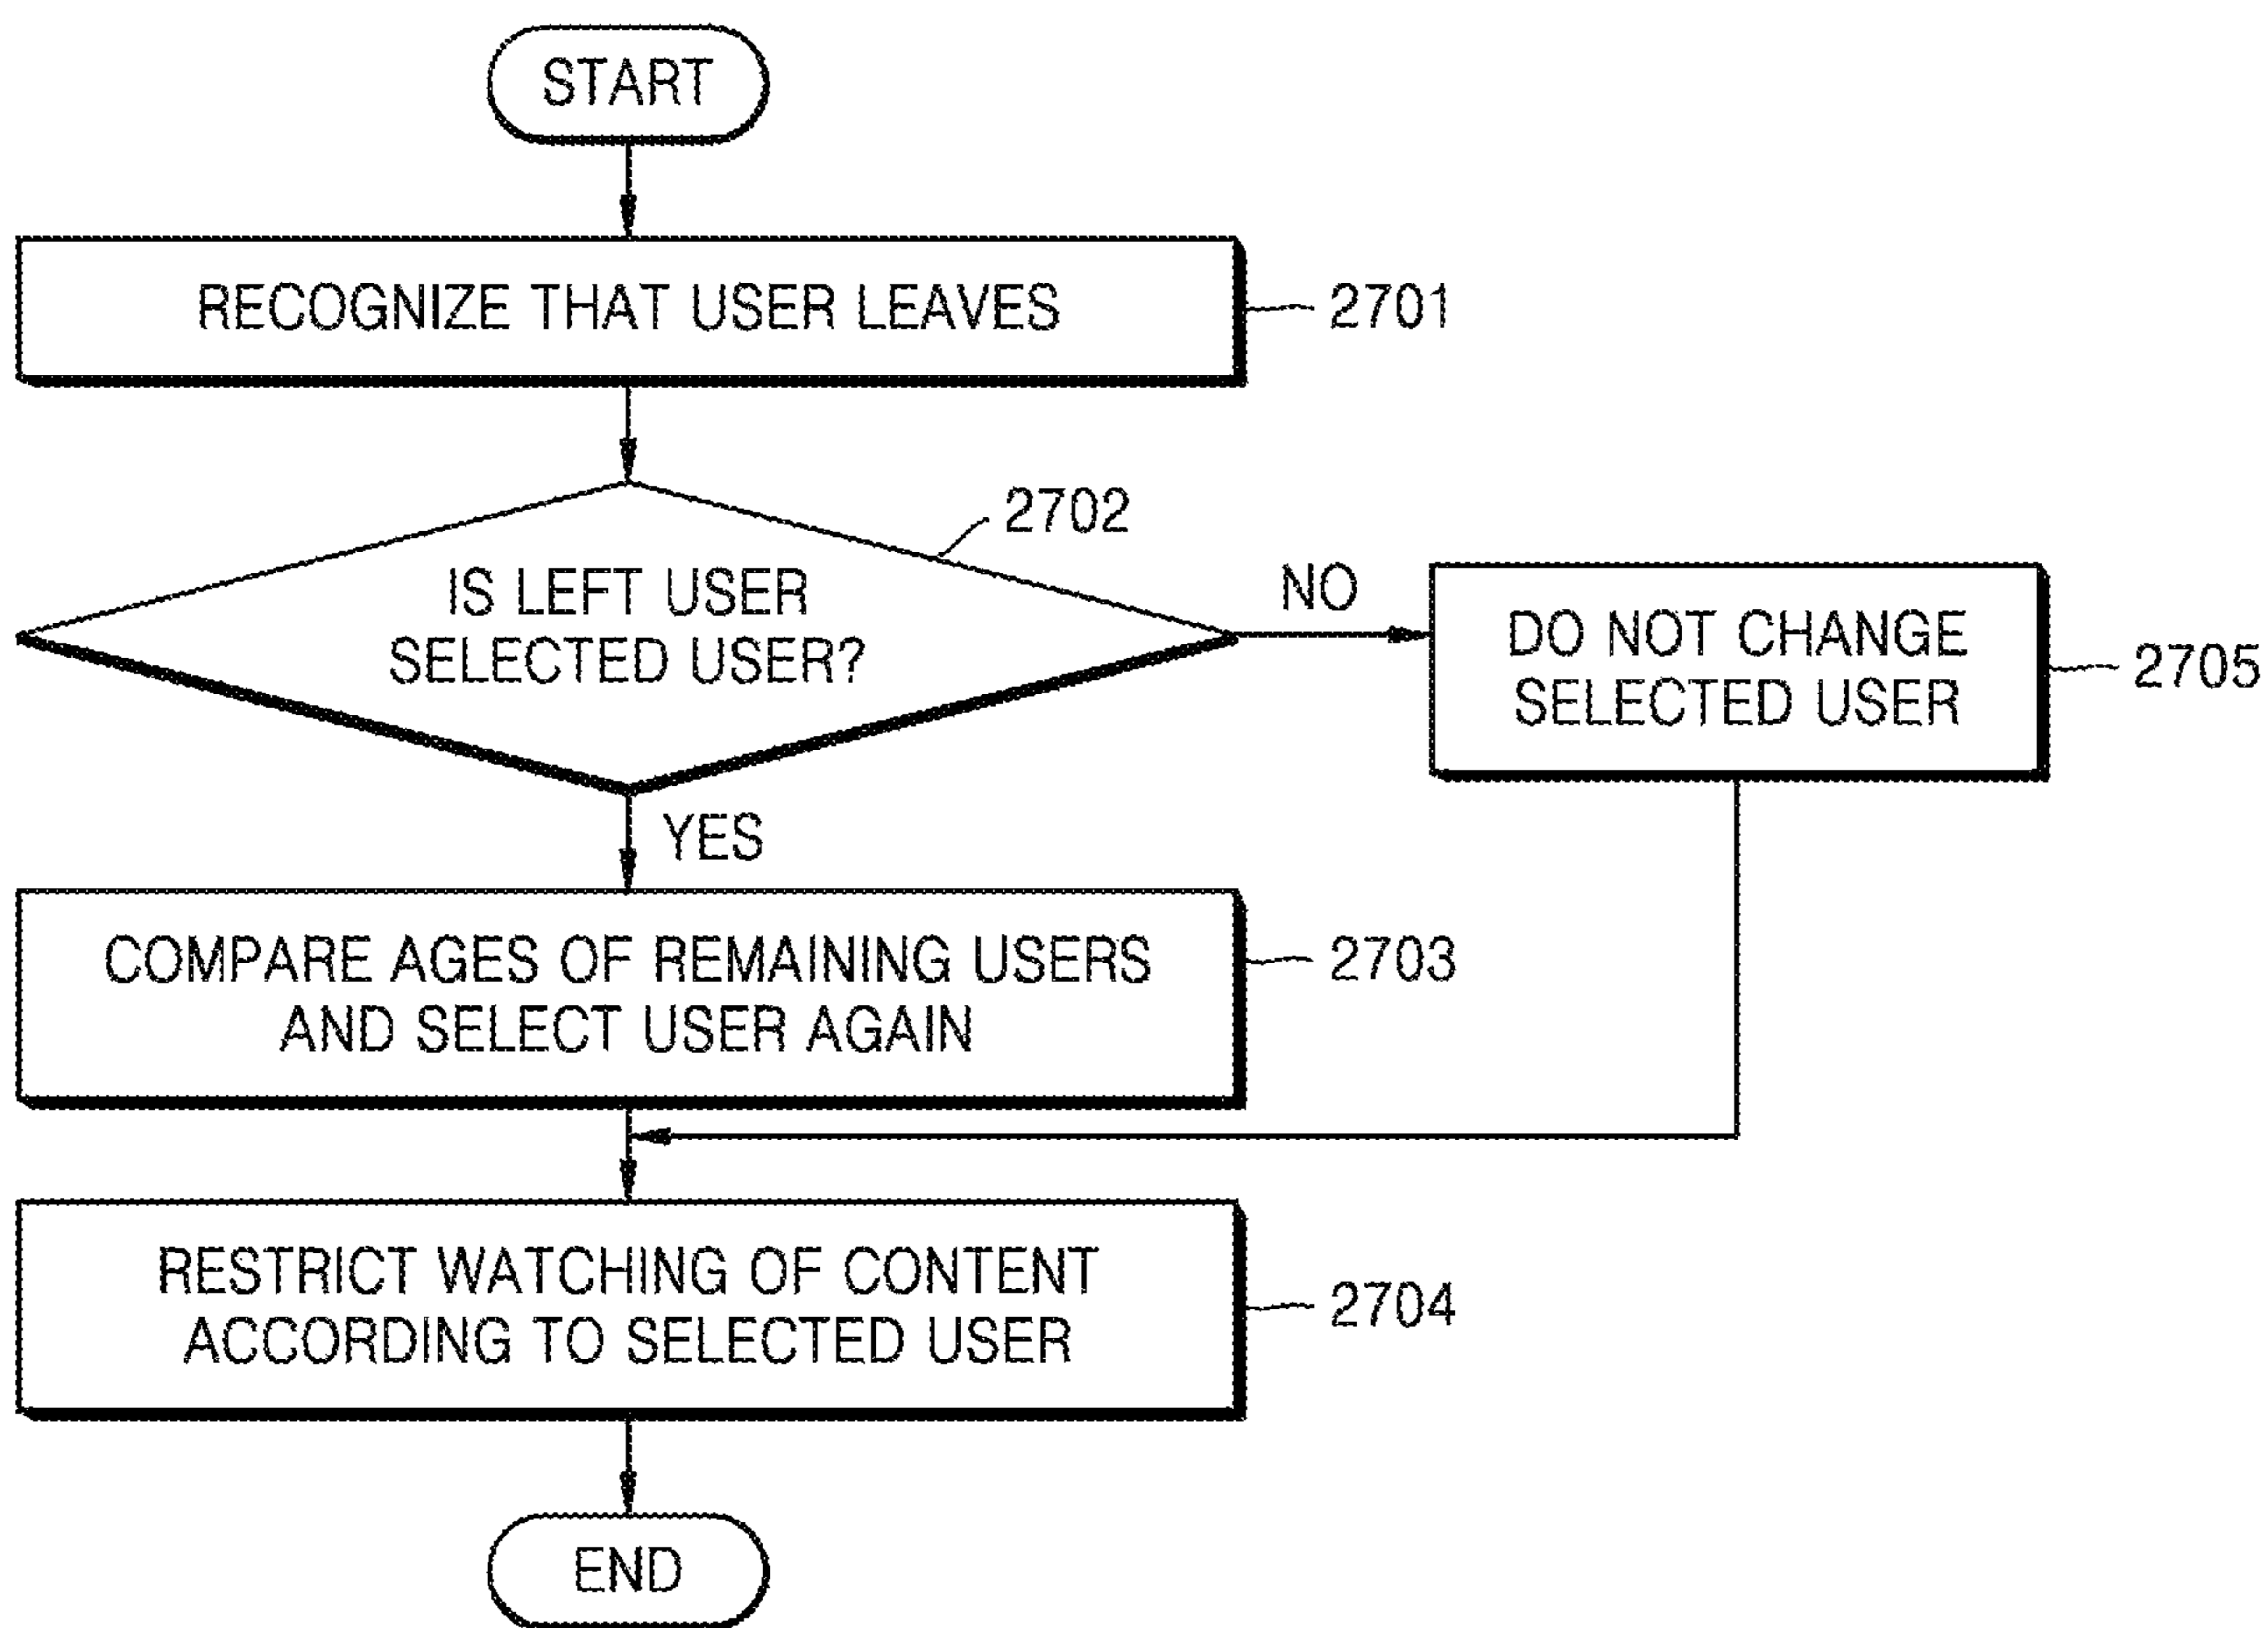 START
RECOGNIZE THAT USER LEAVES
2701
2702
IS LEFT USER
SELECTED USER?
NO
DO NOT CHANGE
SELECTED USER
2705
YES
COMPARE AGES OF REMAINING USERS
AND SELECT USER AGAIN
2703
RESTRICT WATCHING OF CONTENT
ACCORDING TO SELECTED USER
2704
END